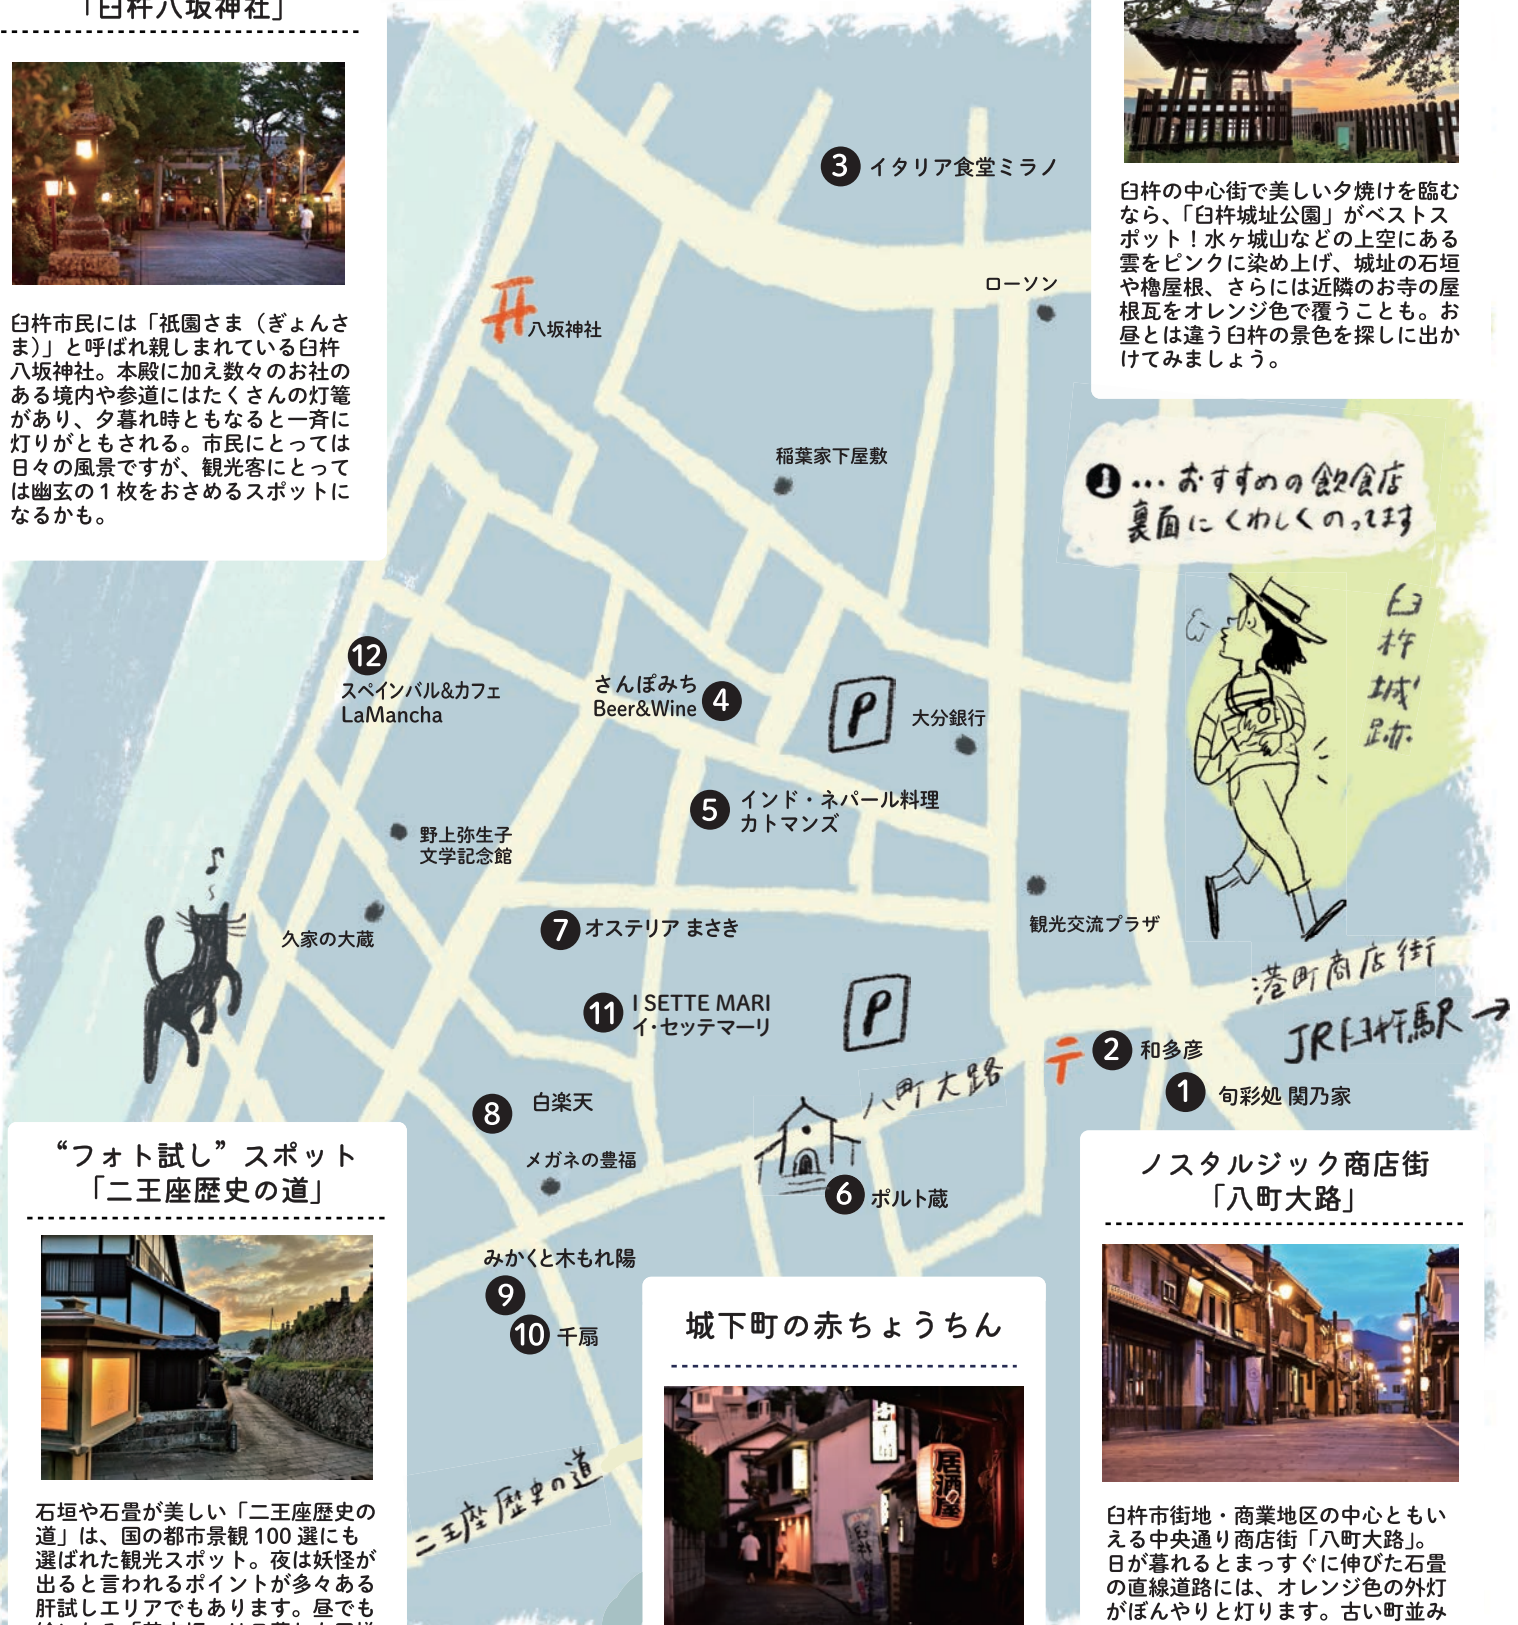 「臼杵八坂神社」
臼杵市民には「祇園さま（ぎょんさ
ま）」と呼ばれ親しまれている臼杵
八坂神社。本殿に加え数々のお社の
ある境内や参道にはたくさんの灯篭
があり、夕暮れ時ともなると一斉に
灯りがともされる。市民にとっては
日々の風景ですが、観光客にとって
は幽玄の1枚をおさめるスポットに
なるかも。
臼杵の中心街で美しい夕焼けを臨む
なら、「臼杵城址公園」がベストス
ポット！水ヶ城山などの上空にある
雲をピンクに染め上げ、城址の石垣
や櫓屋根、さらには近隣のお寺の屋
根瓦をオレンジ色で覆うことも。お
昼とは違う臼杵の景色を探しに出か
けてみましょう。
3 イタリア食堂ミラノ
ローソン
八坂神社
稲葉家下屋敷
1…おすすめの飲食店
裏面にくわしくのってます
臼杵城跡
12
スペインバル&カフェ
LaMancha
さんぽみち
Beer&Wine 4
P
大分銀行
5 インド・ネパール料理
カトマンズ
野上弥生子
文学記念館
久家の大蔵
7 オステリア まさき
観光交流プラザ
港町商店街
JR臼杵駅→
11 I SETTE MARI
イ・セッテマーリ
P
八町大路
〒
2 和多彦
1 旬彩処 関乃家
8 白楽天
メガネの豊福
6 ポルト蔵
みかくと木もれ陽
9
10 千扇
二王座歴史の道
“フォト試し”スポット
「二王座歴史の道」
石垣や石畳が美しい「二王座歴史の
道」は、国の都市景観100選にも
選ばれた観光スポット。夜は妖怪が
出ると言われるポイントが多々ある
肝試しエリアでもあります。昼でも
城下町の赤ちょうちん
居酒屋
ノスタルジック商店街
「八町大路」
臼杵市街地・商業地区の中心ともい
える中央通り商店街「八町大路」。
日が暮れるとまっすぐに伸びた石畳
の直線道路には、オレンジ色の外灯
がぼんやりと灯ります。古い町並み